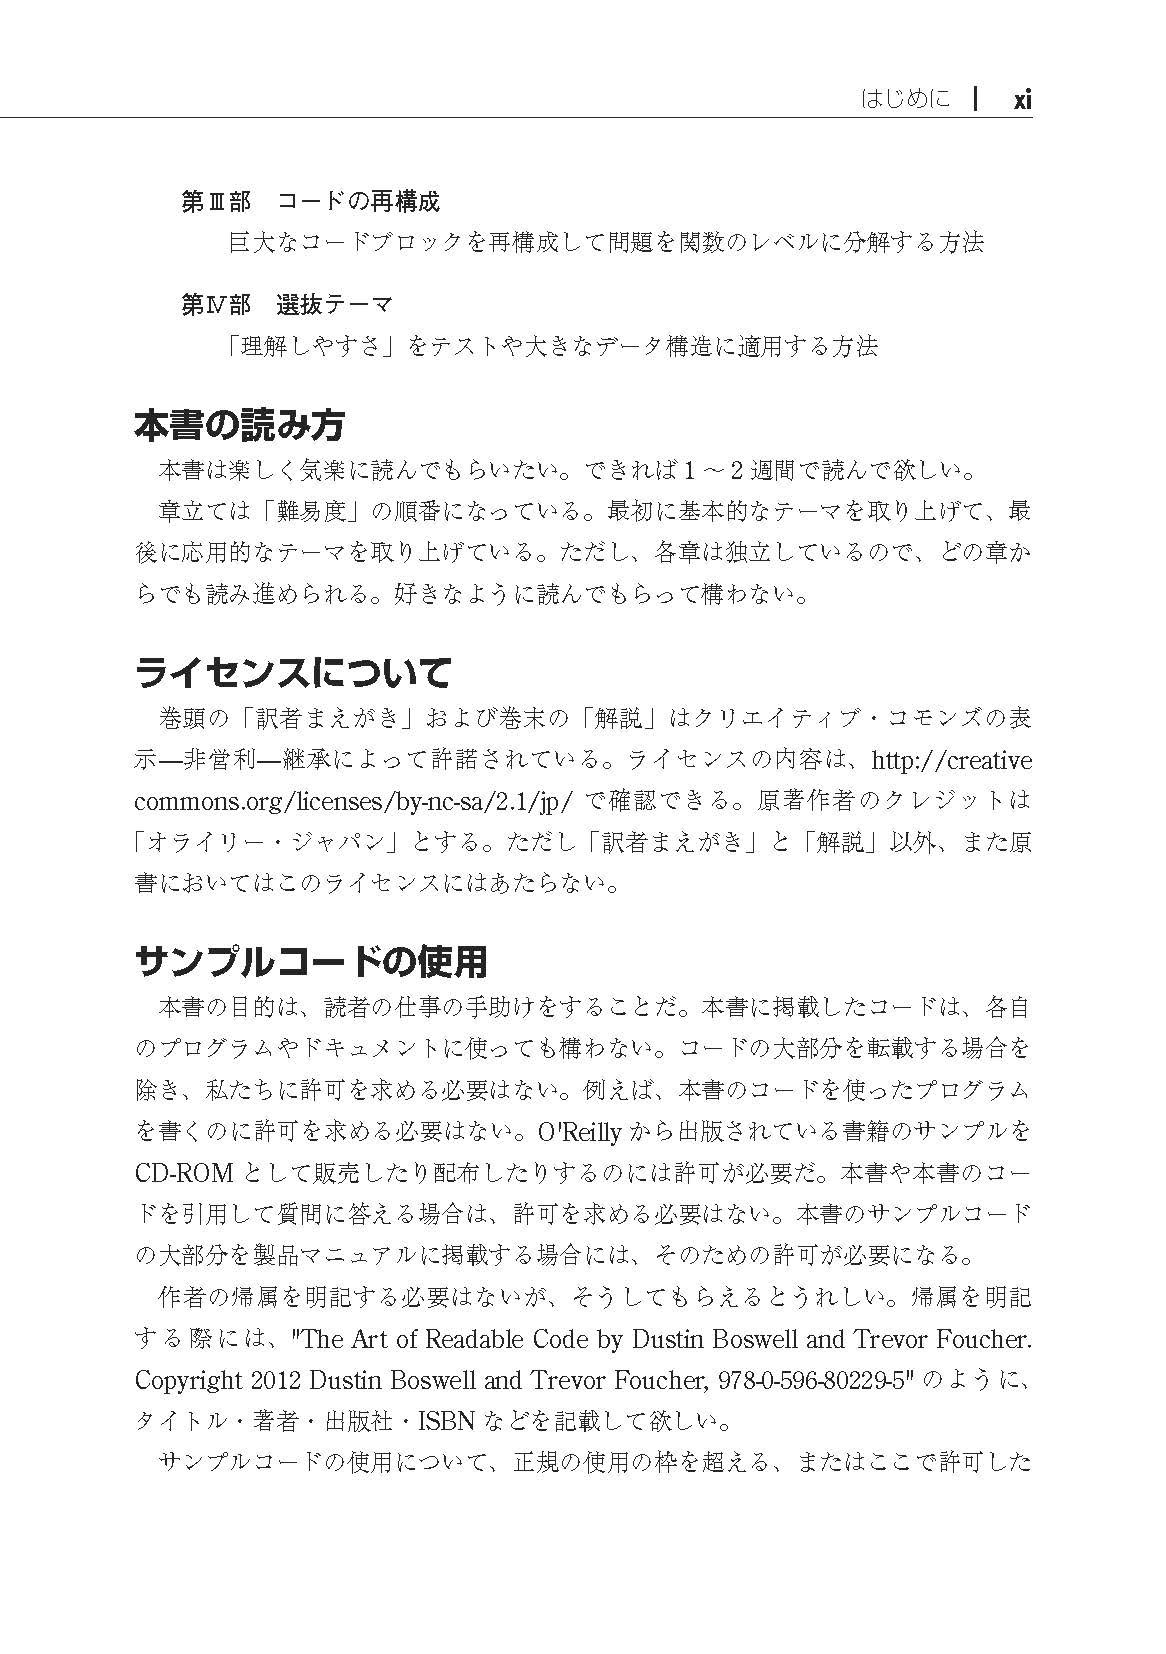 はじめに | xi
第Ⅲ部　コードの再構成
巨大なコードブロックを再構成して問題を関数のレベルに分解する方法
第Ⅳ部　選抜テーマ
「理解しやすさ」をテストや大きなデータ構造に適用する方法
本書の読み方
本書は楽しく気楽に読んでもらいたい。できれば 1 〜 2 週間で読んで欲しい。
章立ては「難易度」の順番になっている。最初に基本的なテーマを取り上げて、最
後に応用的なテーマを取り上げている。ただし、各章は独立しているので、どの章か
らでも読み進められる。好きなように読んでもらって構わない。
ライセンスについて
巻頭の「訳者まえがき」および巻末の「解説」はクリエイティブ・コモンズの表
示―非営利―継承によって許諾されている。ライセンスの内容は、http://creative
commons.org/licenses/by-nc-sa/2.1/jp/ で確認できる。原著作者のクレジットは
「オライリー・ジャパン」とする。ただし「訳者まえがき」と「解説」以外、また原
書においてはこのライセンスにはあたらない。
サンプルコードの使用
本書の目的は、読者の仕事の手助けをすることだ。本書に掲載したコードは、各自
のプログラムやドキュメントに使っても構わない。コードの大部分を転載する場合を
除き、私たちに許可を求める必要はない。例えば、本書のコードを使ったプログラム
を書くのに許可を求める必要はない。O'Reilly から出版されている書籍のサンプルを
CD-ROM として販売したり配布したりするのには許可が必要だ。本書や本書のコー
ドを引用して質問に答える場合は、許可を求める必要はない。本書のサンプルコード
の大部分を製品マニュアルに掲載する場合には、そのための許可が必要になる。
作者の帰属を明記する必要はないが、そうしてもらえるとうれしい。帰属を明記
する際には、"The Art of Readable Code by Dustin Boswell and Trevor Foucher.
Copyright 2012 Dustin Boswell and Trevor Foucher, 978-0-596-80229-5" のように、
タイトル・著者・出版社・ISBN などを記載して欲しい。
サンプルコードの使用について、正規の使用の枠を超える、またはここで許可した